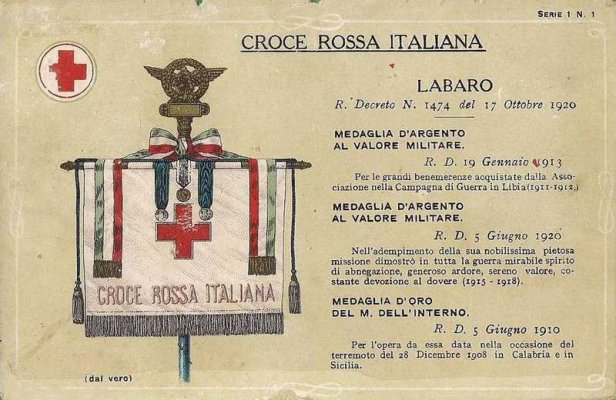 SERIE 1 N. 1
CROCE ROSSA ITALIANA
LABARO
R. Decreto N. 1474 del 17 Ottobre 1920
MEDAGLIA D'ARGENTO
AL VALORE MILITARE.
R. D. 19 Gennaio 1913
Per le grandi benemerenze acquistate dalla Asso-
ciazione nella Campagna di Guerra in Libia (1911-1912)
MEDAGLIA D'ARGENTO
AL VALORE MILITARE.
R. D. 5 Giugno 1920
Nell'adempimento della sua nobilissima pietosa
missione dimostrò in tutta la guerra mirabile spirito
di abnegazione, generoso ardore, sereno valore, co-
stante devozione al dovere (1915 - 1918).
MEDAGLIA D'ORO
DEL M. DELL'INTERNO.
R. D. 5 Giugno 1910
Per l'opera da essa data nella occasione del
terremoto del 28 Dicembre 1908 in Calabria e in
Sicilia.
CROCE ROSSA ITALIANA
(dal vero)